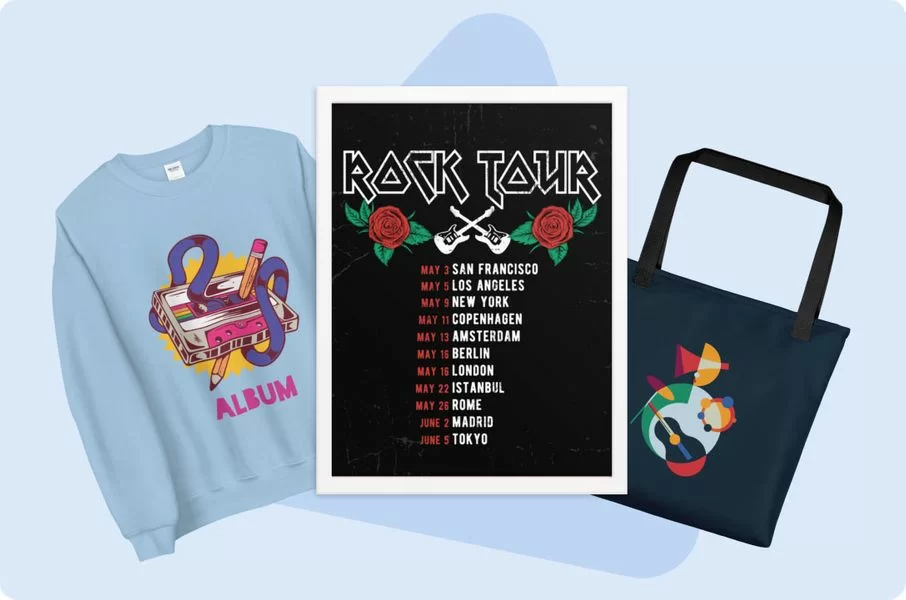 ROCK TOUR
MAY 3 SAN FRANCISCO
MAY 5 LOS ANGELES
MAY 9 NEW YORK
MAY 11 COPENHAGEN
MAY 13 AMSTERDAM
MAY 16 BERLIN
MAY 16 LONDON
MAY 22 ISTANBUL
MAY 26 ROME
JUNE 2 MADRID
JUNE 5 TOKYO
ALBUM